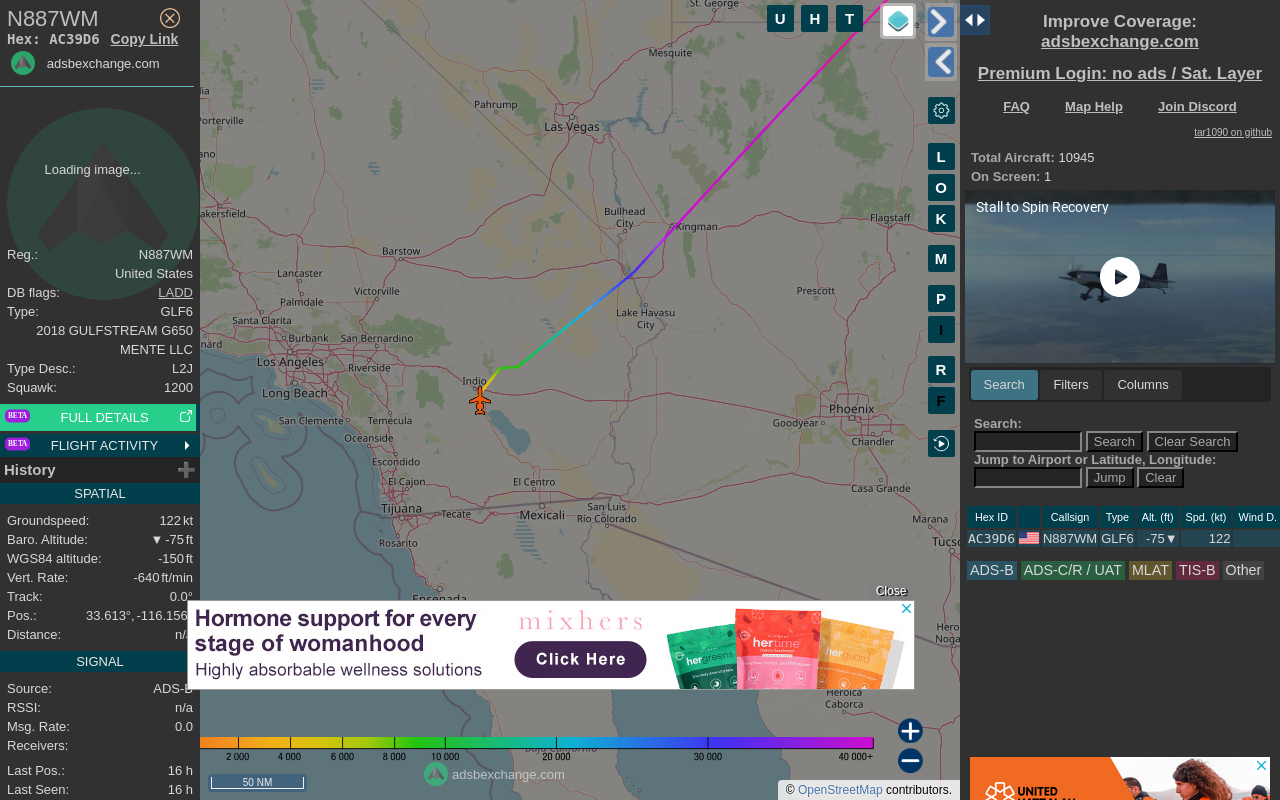 N887WM
Hex: AC39D6 Copy Link
adsbexchange.com
Loading image...
Reg.: N887WM
United States
DB flags: LADD
Type: GLF6
2018 GULFSTREAM G650
MENTE LLC
Type Desc.: L2J
Squawk: 1200
BETA FULL DETAILS
BETA FLIGHT ACTIVITY
History
SPATIAL
Groundspeed: 122 kt
Baro. Altitude: ▼ -75 ft
WGS84 altitude: -150 ft
Vert. Rate: -640 ft/min
Track: 0.0°
Pos.: 33.613°, -116.156
Distance: n/a
SIGNAL
Source: ADS-B
RSSI: n/a
Msg. Rate: 0.0
Receivers:
Last Pos.: 16 h
Last Seen: 16 h
U H T
L
O
K
M
P
I
R
F
St. George
Mesquite
Pahrump
Las Vegas
Porterville
Bullhead
City
Kingman
Flagstaff
akersfield
Barstow
Lancaster
Palmdale
Victorville
Prescott
Lake Havasu
City
Santa Clarita
Burbank
San Bernardino
nard
Los Angeles
Riverside
Indio
Long Beach
San Clemente
Temecula
Oceanside
Escondido
El Cajon
El Centro
Tijuana
Tecate
Mexicali
San Luis
Río Colorado
Rosarito
Ensenada
Phoenix
Goodyear
Chandler
Casa Grande
Marana
Tucso
Hero
Noga
Heroica
Caborca
Baja California
Close
Hormone support for every
stage of womanhood
Highly absorbable wellness solutions
mixhers
Click Here
hergreens
hertime
herguard
2 000 4 000 6 000 8 000 10 000 20 000 30 000 40 000+
50 NM
adsbexchange.com
© OpenStreetMap contributors.
Improve Coverage:
adsbexchange.com
Premium Login: no ads / Sat. Layer
FAQ Map Help Join Discord
tar1090 on github
Total Aircraft: 10945
On Screen: 1
Stall to Spin Recovery
Search Filters Columns
Search:
Search Clear Search
Jump to Airport or Latitude, Longitude:
Jump Clear
Hex ID Callsign Type Alt. (ft) Spd. (kt) Wind D.
AC39D6 N887WM GLF6 -75▼ 122
ADS-B ADS-C/R / UAT MLAT TIS-B Other
UNITED